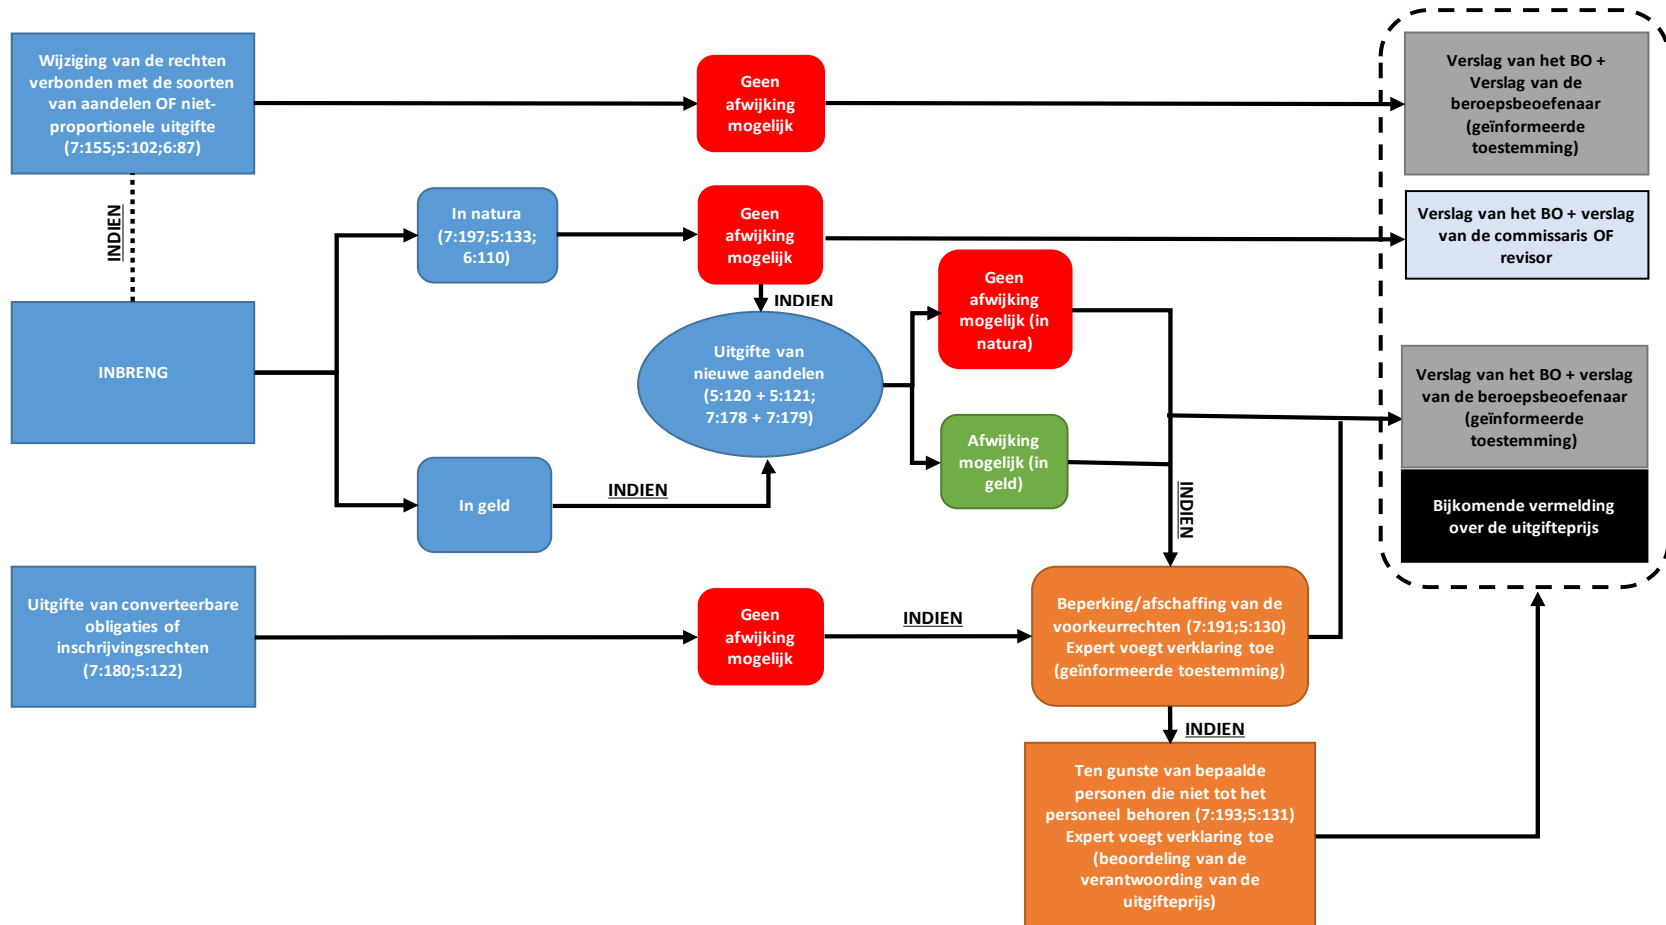 Wijziging van de rechten
verbonden met de soorten
van aandelen OF niet-
proportionele uitgifte
(7:155;5:102;6:87)
Geen
afwijking
mogelijk
Verslag van het BO +
Verslag van de
beroepsbeoefenaar
(geïnformeerde
toestemming)
INDIEN
In natura
(7:197;5:133;
6:110)
Geen
afwijking
mogelijk
Verslag van het BO + verslag
van de commissaris OF
revisor
INDIEN
INBRENG
Uitgifte van
nieuwe aandelen
(5:120 + 5:121;
7:178 + 7:179)
Geen
afwijking
mogelijk (in
natura)
Afwijking
mogelijk (in
geld)
Verslag van het BO + verslag
van de beroepsbeoefenaar
(geïnformeerde
toestemming)
Bijkomende vermelding
over de uitgifteprijs
In geld
INDIEN
INDIEN
Uitgifte van converteerbare
obligaties of
inschrijvingsrechten
(7:180;5:122)
Geen
afwijking
mogelijk
INDIEN
Beperking/afschaffing van de
voorkeurrechten (7:191;5:130)
Expert voegt verklaring toe
(geïnformeerde toestemming)
INDIEN
Ten gunste van bepaalde
personen die niet tot het
personeel behoren (7:193;5:131)
Expert voegt verklaring toe
(beoordeling van de
verantwoording van de
uitgifteprijs)